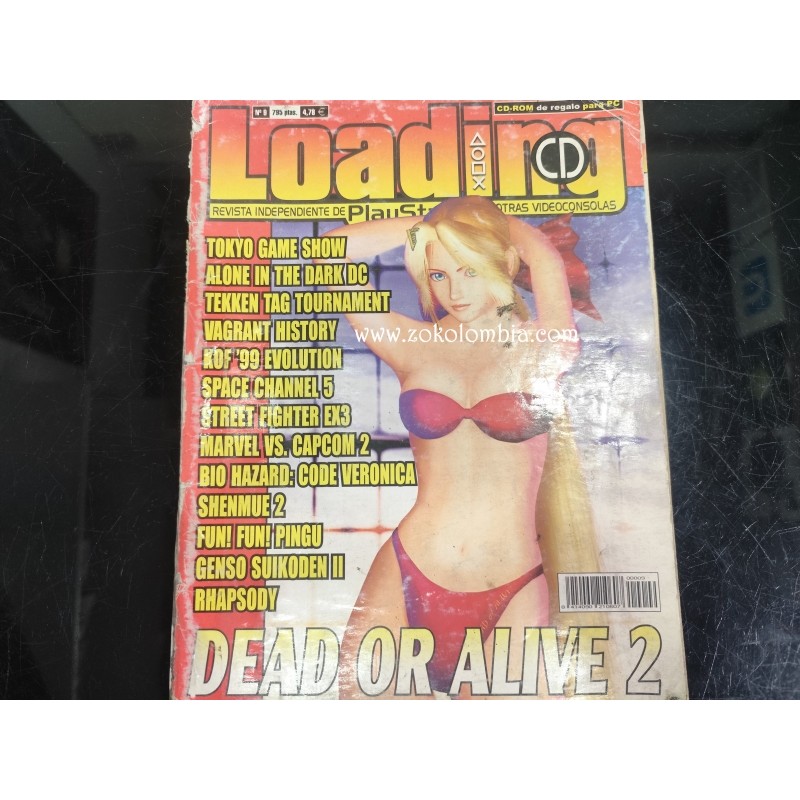 Nº 8 795 ptas. 4,78 €
CD-ROM de regalo para PC
Loading
CD
REVISTA INDEPENDIENTE DE PlayStation OTRAS VIDEOCONSOLAS
TOKYO GAME SHOW
ALONE IN THE DARK DC
TEKKEN TAG TOURNAMENT
VAGRANT HISTORY
www.zokolombia.com
KOF '99 EVOLUTION
SPACE CHANNEL 5
STREET FIGHTER EX3
MARVEL VS. CAPCOM 2
BIO HAZARD: CODE VERONICA
SHENMUE 2
FUN! FUN! PINGU
GENSO SUIKODEN II
RHAPSODY
DEAD OR ALIVE 2